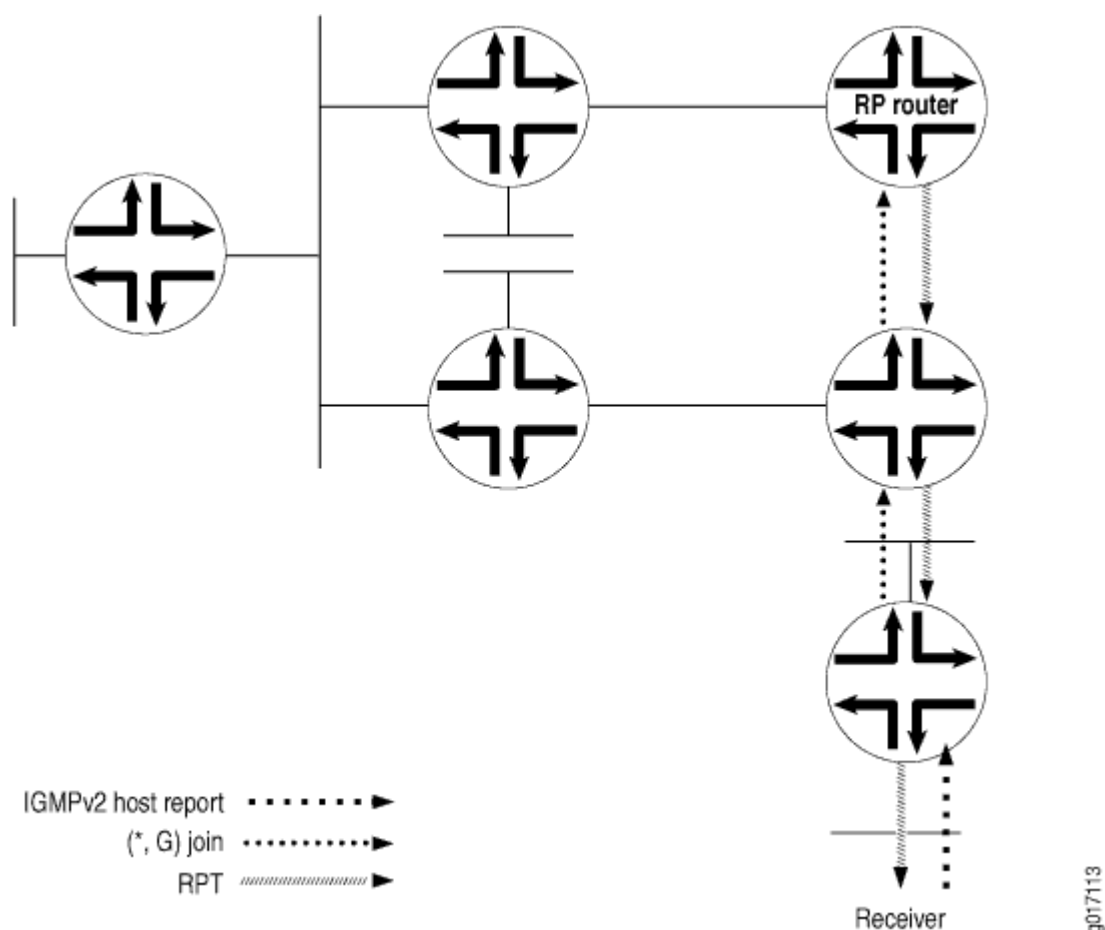 RP router
IGMPv2 host report
(*, G) join
RPT
Receiver
g017113